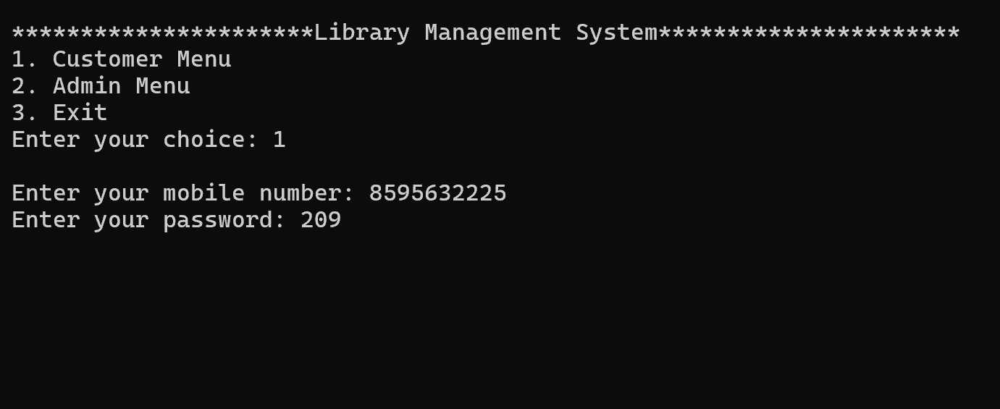 **********************Library Management System**********************
1. Customer Menu
2. Admin Menu
3. Exit
Enter your choice: 1
Enter your mobile number: 8595632225
Enter your password: 209